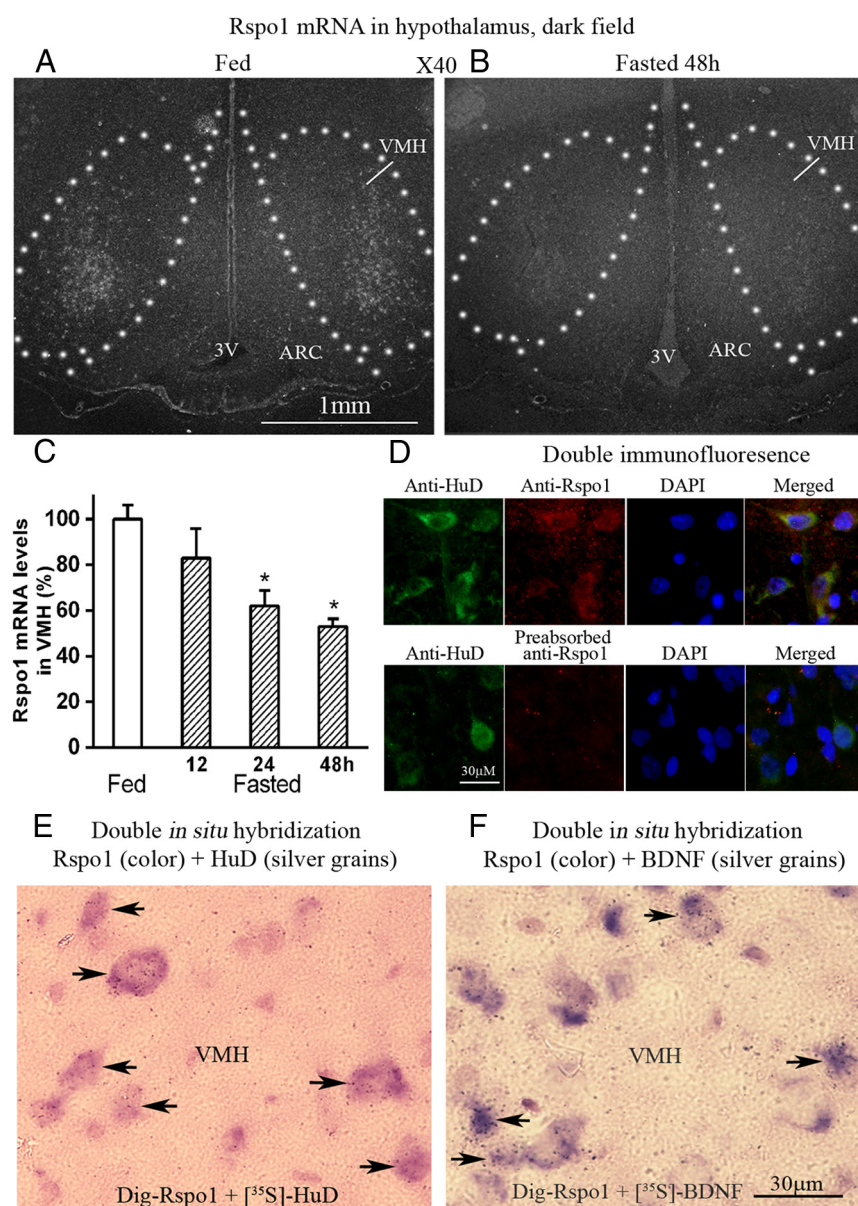 Rspo1 mRNA in hypothalamus, dark field
A Fed X40 B Fasted 48h
VMH
VMH
3V ARC
3V ARC
1mm
C
Rspo1 mRNA levels
in VMH (%)
100
80
60
40
20
0
* *
12 24 48h
Fed Fasted
D Double immunofluoresence
Anti-HuD Anti-Rspo1 DAPI Merged
Anti-HuD Preabsorbed anti-Rspo1 DAPI Merged
30µM
E Double in situ hybridization
Rspo1 (color) + HuD (silver grains)
VMH
Dig-Rspo1 + [³⁵S]-HuD
F Double in situ hybridization
Rspo1 (color) + BDNF (silver grains)
VMH
Dig-Rspo1 + [³⁵S]-BDNF
30µm